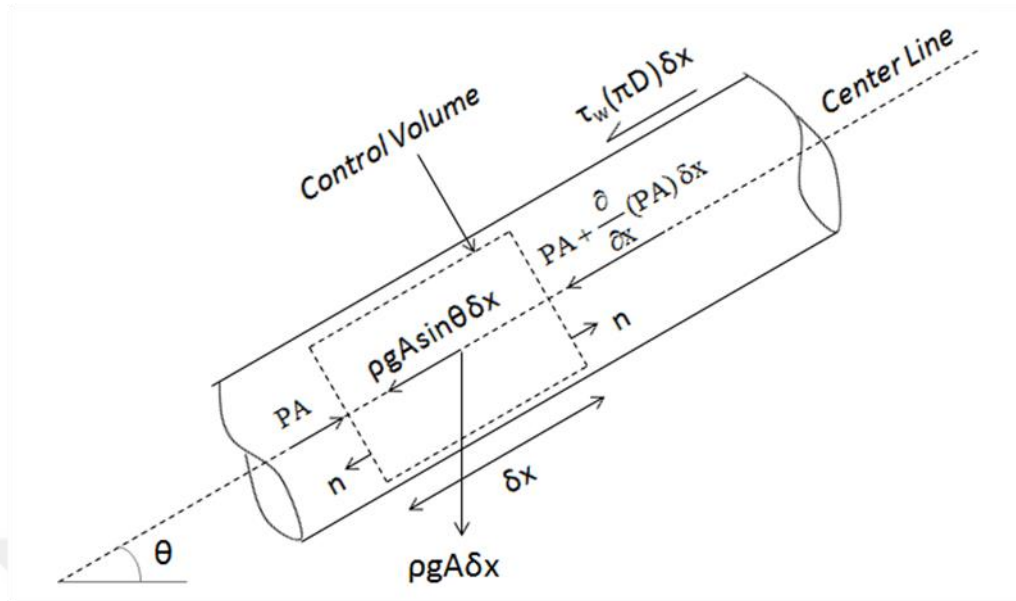 Center Line
τw(πD)δx
Control Volume
PA + ∂/∂x (PA) δx
ρgAsinθδx
n
PA
n
δx
θ
ρgAδx